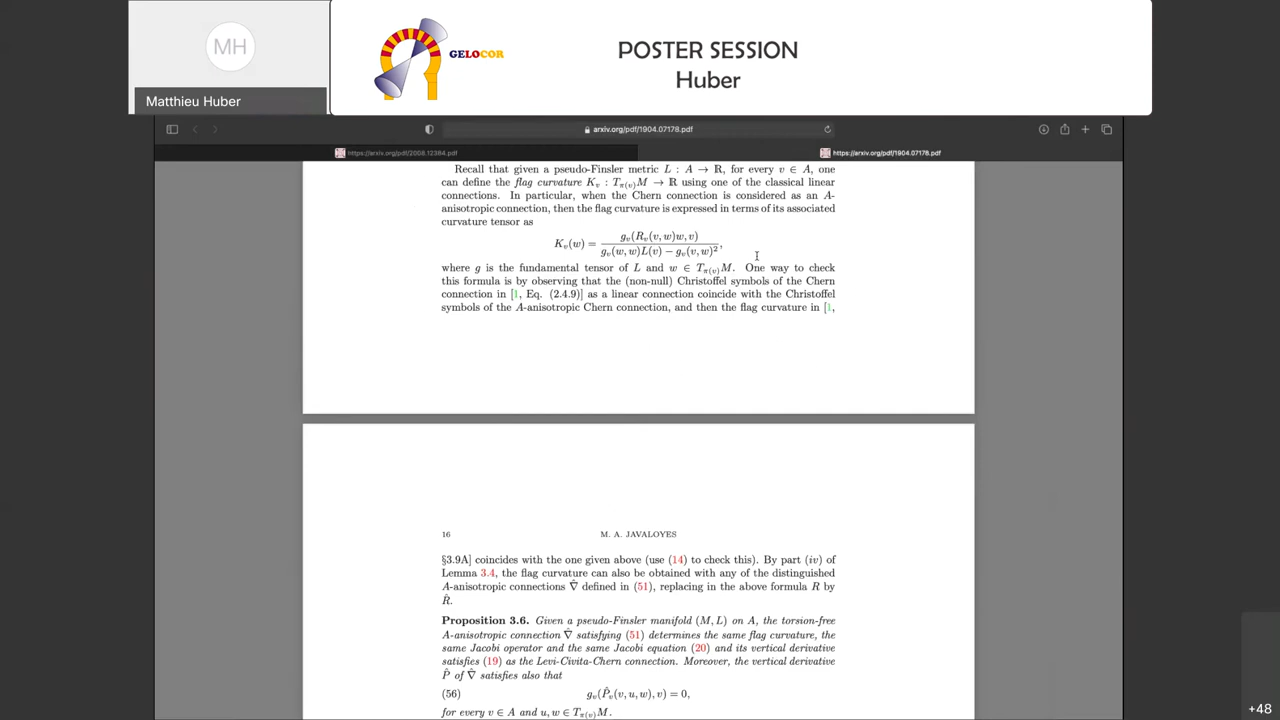 MH
Matthieu Huber
GELOCOR
POSTER SESSION
Huber
arxiv.org/pdf/1904.07178.pdf
https://arxiv.org/pdf/2008.12384.pdf
https://arxiv.org/pdf/1904.07178.pdf
Recall that given a pseudo-Finsler metric L : A → ℝ, for every v ∈ A, one
can define the flag curvature K_v : T_{π(v)}M → ℝ using one of the classical linear
connections. In particular, when the Chern connection is considered as an A-
anisotropic connection, then the flag curvature is expressed in terms of its associated
curvature tensor as
K_v(w) = g_v(R_v(v, w)w, v) / (g_v(w, w)L(v) − g_v(v, w)²),
where g is the fundamental tensor of L and w ∈ T_{π(v)}M. One way to check
this formula is by observing that the (non-null) Christoffel symbols of the Chern
connection in [1, Eq. (2.4.9)] as a linear connection coincide with the Christoffel
symbols of the A-anisotropic Chern connection, and then the flag curvature in [1,
16 M. A. JAVALOYES
§3.9A] coincides with the one given above (use (14) to check this). By part (iv) of
Lemma 3.4, the flag curvature can also be obtained with any of the distinguished
A-anisotropic connections ∇̂ defined in (51), replacing in the above formula R by
R̂.
Proposition 3.6. Given a pseudo-Finsler manifold (M, L) on A, the torsion-free
A-anisotropic connection ∇̂ satisfying (51) determines the same flag curvature, the
same Jacobi operator and the same Jacobi equation (20) and its vertical derivative
satisfies (19) as the Levi-Civita-Chern connection. Moreover, the vertical derivative
P̂ of ∇̂ satisfies also that
(56) g_v(P̂_v(v, u, w), v) = 0,
for every v ∈ A and u, w ∈ T_{π(v)}M.
+48